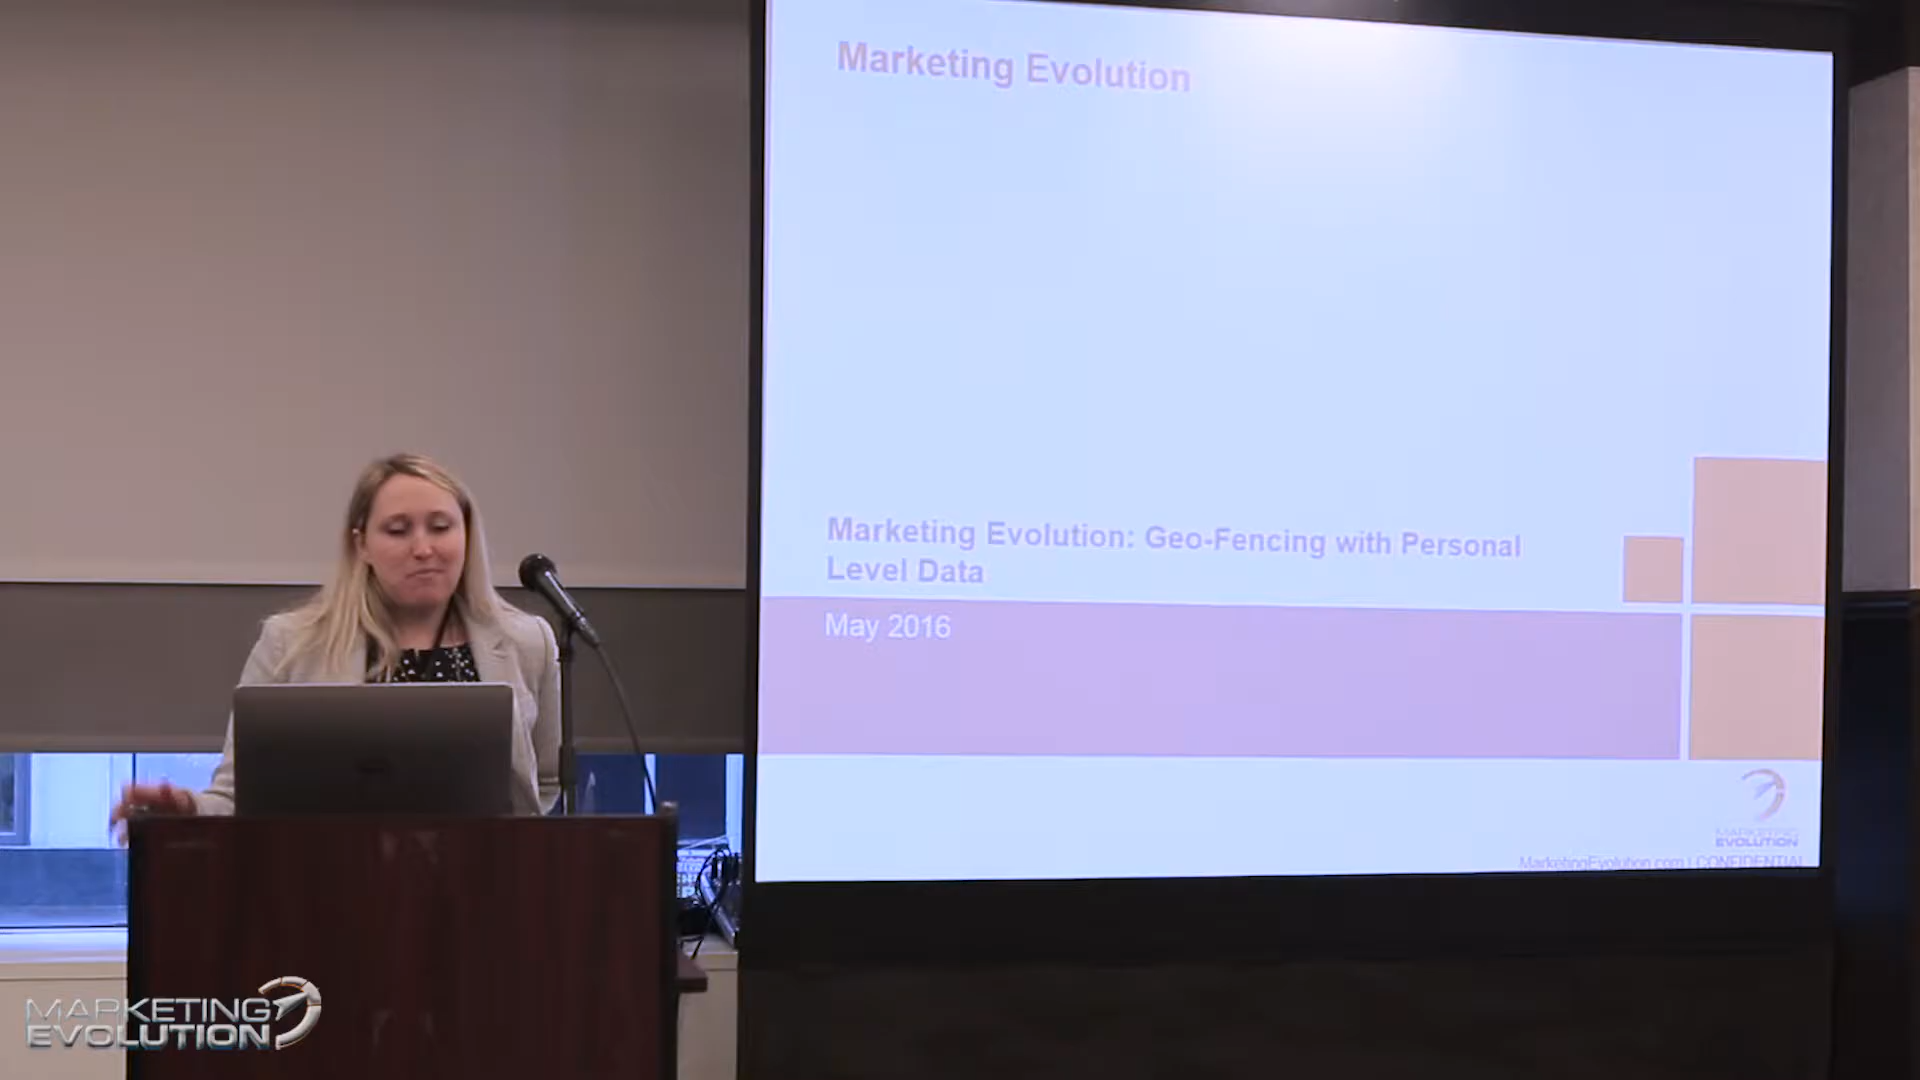 Marketing Evolution
Marketing Evolution: Geo-Fencing with Personal
Level Data
May 2016
MARKETING
EVOLUTION
MarketingEvolution.com | CONFIDENTIAL
MARKETING
EVOLUTION